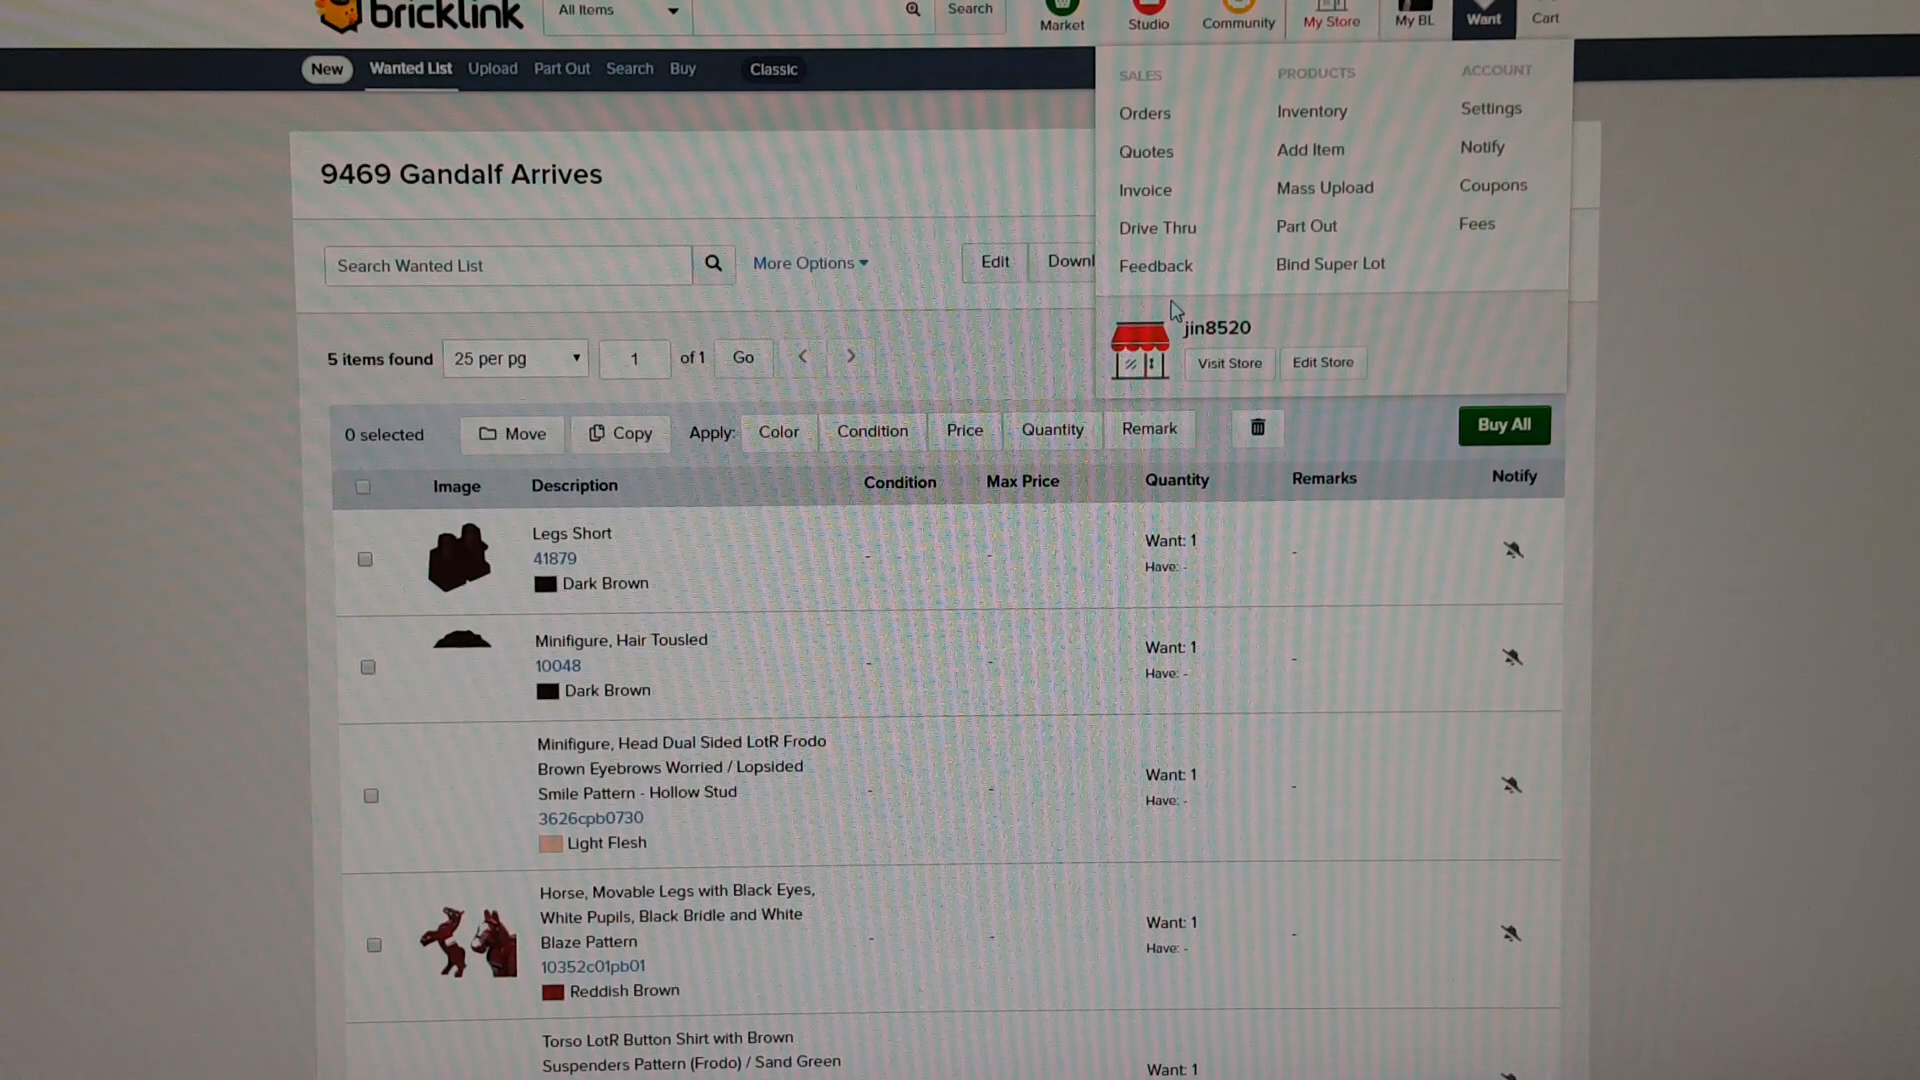 bricklink
All Items
Search
Market
Studio
Community
My Store
My BL
Want
Cart
New
Wanted List
Upload
Part Out
Search
Buy
Classic
SALES
Orders
Quotes
Invoice
Drive Thru
Feedback
PRODUCTS
Inventory
Add Item
Mass Upload
Part Out
Bind Super Lot
ACCOUNT
Settings
Notify
Coupons
Fees
jin8520
Visit Store
Edit Store
9469 Gandalf Arrives
Search Wanted List
More Options
Edit
Downl
5 items found
25 per pg
1
of 1
Go
0 selected
Move
Copy
Apply:
Color
Condition
Price
Quantity
Remark
Buy All
Image
Description
Condition
Max Price
Quantity
Remarks
Notify
Legs Short
41879
Dark Brown
-
-
Want: 1
Have: -
-
Minifigure, Hair Tousled
10048
Dark Brown
-
-
Want: 1
Have: -
-
Minifigure, Head Dual Sided LotR Frodo
Brown Eyebrows Worried / Lopsided
Smile Pattern - Hollow Stud
3626cpb0730
Light Flesh
-
-
Want: 1
Have: -
-
Horse, Movable Legs with Black Eyes,
White Pupils, Black Bridle and White
Blaze Pattern
10352c01pb01
Reddish Brown
-
-
Want: 1
Have: -
-
Torso LotR Button Shirt with Brown
Suspenders Pattern (Frodo) / Sand Green
Want: 1